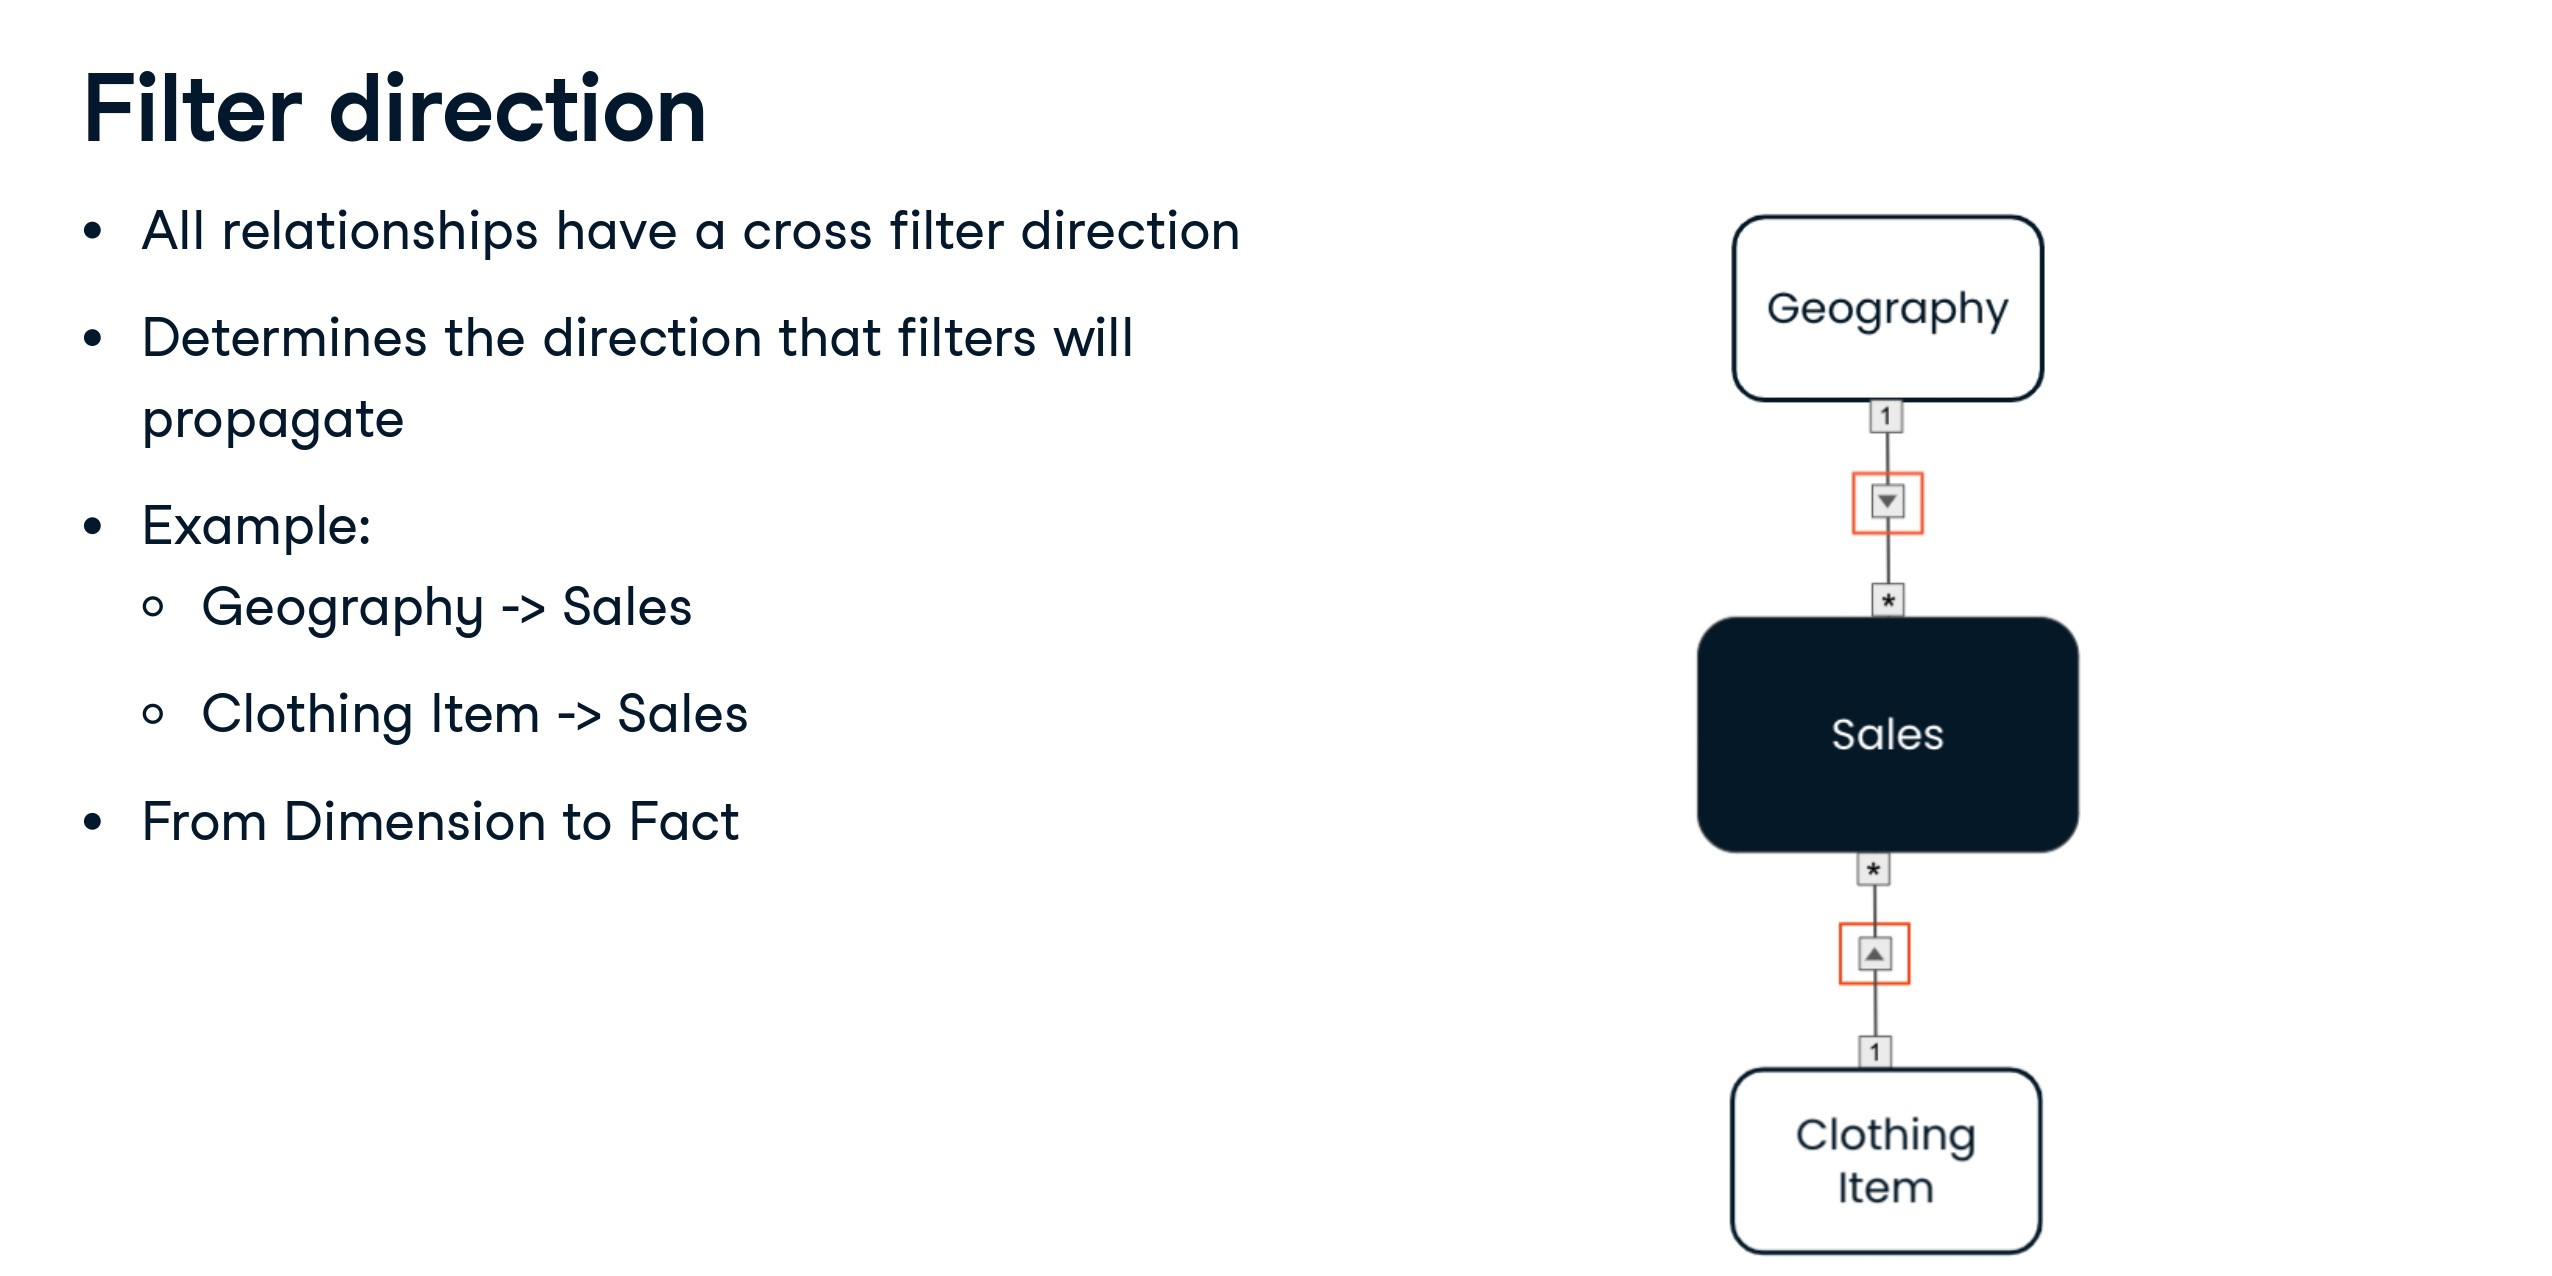 Filter direction
• All relationships have a cross filter direction
• Determines the direction that filters will
propagate
• Example:
○ Geography -> Sales
○ Clothing Item -> Sales
• From Dimension to Fact
Geography
1
*
Sales
*
1
Clothing
Item